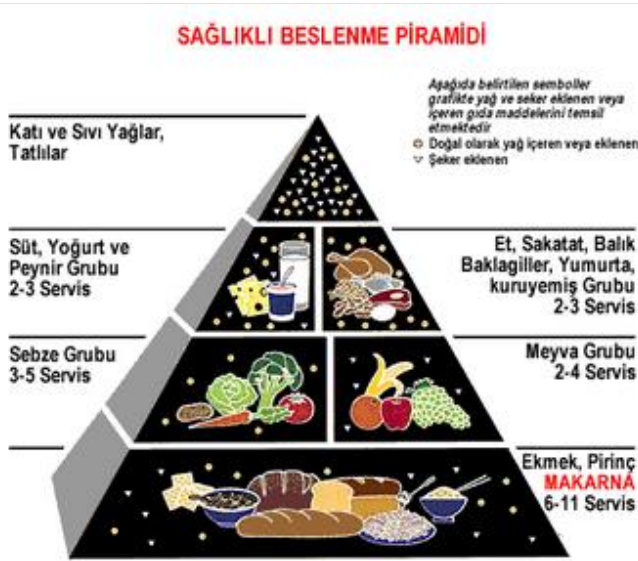 SAĞLIKLI BESLENME PİRAMİDİ
Aşağıda belirtilen semboller
grafikte yağ ve seker eklenen veya
içeren gıda maddelerini temsil
etmektedir
Doğal olarak yağ içeren veya eklenen
Şeker eklenen
Katı ve Sıvı Yağlar,
Tatlılar
Süt, Yoğurt ve
Peynir Grubu
2-3 Servis
Et, Sakatat, Balık
Baklagiller, Yumurta,
kuruyemiş Grubu
2-3 Servis
Sebze Grubu
3-5 Servis
Meyva Grubu
2-4 Servis
Ekmek, Pirinç
MAKARNA
6-11 Servis